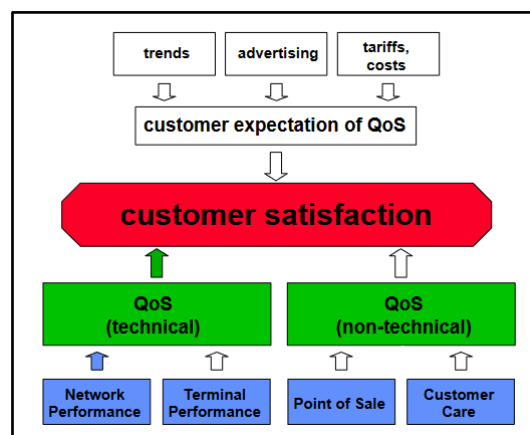 trends
advertising
tariffs,
costs
customer expectation of QoS
customer satisfaction
QoS
(technical)
QoS
(non-technical)
Network
Performance
Terminal
Performance
Point of Sale
Customer
Care